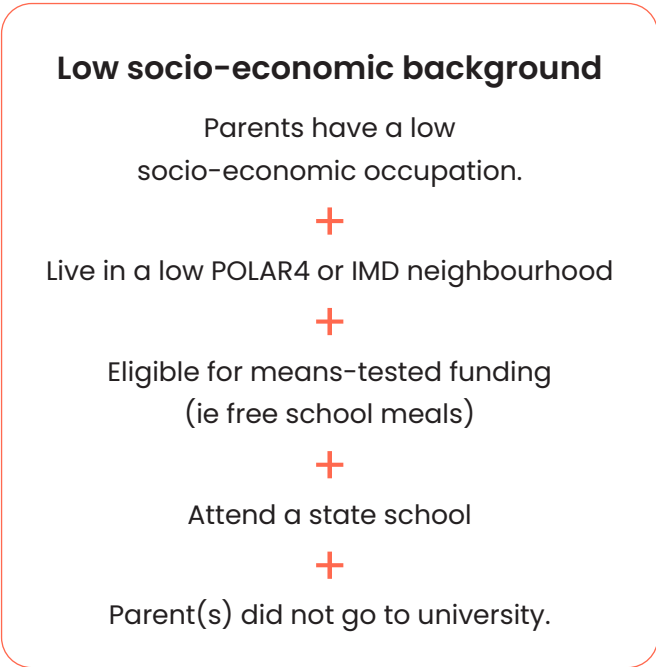 Low socio-economic background
Parents have a low
socio-economic occupation.
+
Live in a low POLAR4 or IMD neighbourhood
+
Eligible for means-tested funding
(ie free school meals)
+
Attend a state school
+
Parent(s) did not go to university.